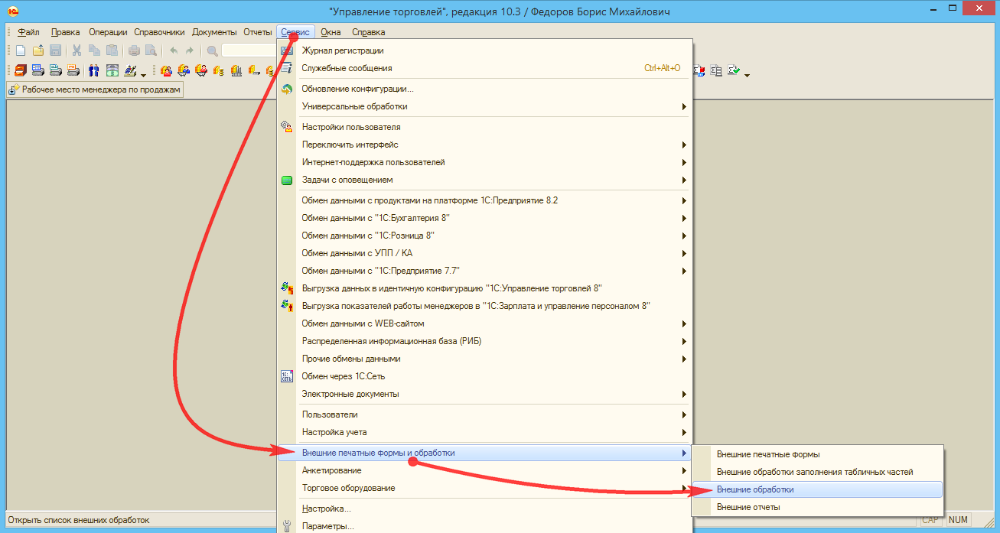 "Управление торговлей", редакция 10.3 / Федоров Борис Михайлович
Файл Правка Операции Справочники Документы Отчеты Сервис Окна Справка
Рабочее место менеджера по продажам
Журнал регистрации
Служебные сообщения Ctrl+Alt+O
Обновление конфигурации...
Универсальные обработки
Настройки пользователя
Переключить интерфейс
Интернет-поддержка пользователей
Задачи с оповещением
Обмен данными с продуктами на платформе 1С:Предприятие 8.2
Обмен данными с "1С:Бухгалтерия 8"
Обмен данными с "1С:Розница 8"
Обмен данными с УПП / КА
Обмен данными с "1С:Предприятие 7.7"
Выгрузка данных в идентичную конфигурацию "1С:Управление торговлей 8"
Выгрузка показателей работы менеджеров в "1С:Зарплата и управление персоналом 8"
Обмен данными с WEB-сайтом
Распределенная информационная база (РИБ)
Прочие обмены данными
Обмен через 1С:Сеть
Электронные документы
Пользователи
Настройка учета
Внешние печатные формы и обработки
Анкетирование
Торговое оборудование
Настройка...
Параметры...
Внешние печатные формы
Внешние обработки заполнения табличных частей
Внешние обработки
Внешние отчеты
Открыть список внешних обработок CAP NUM